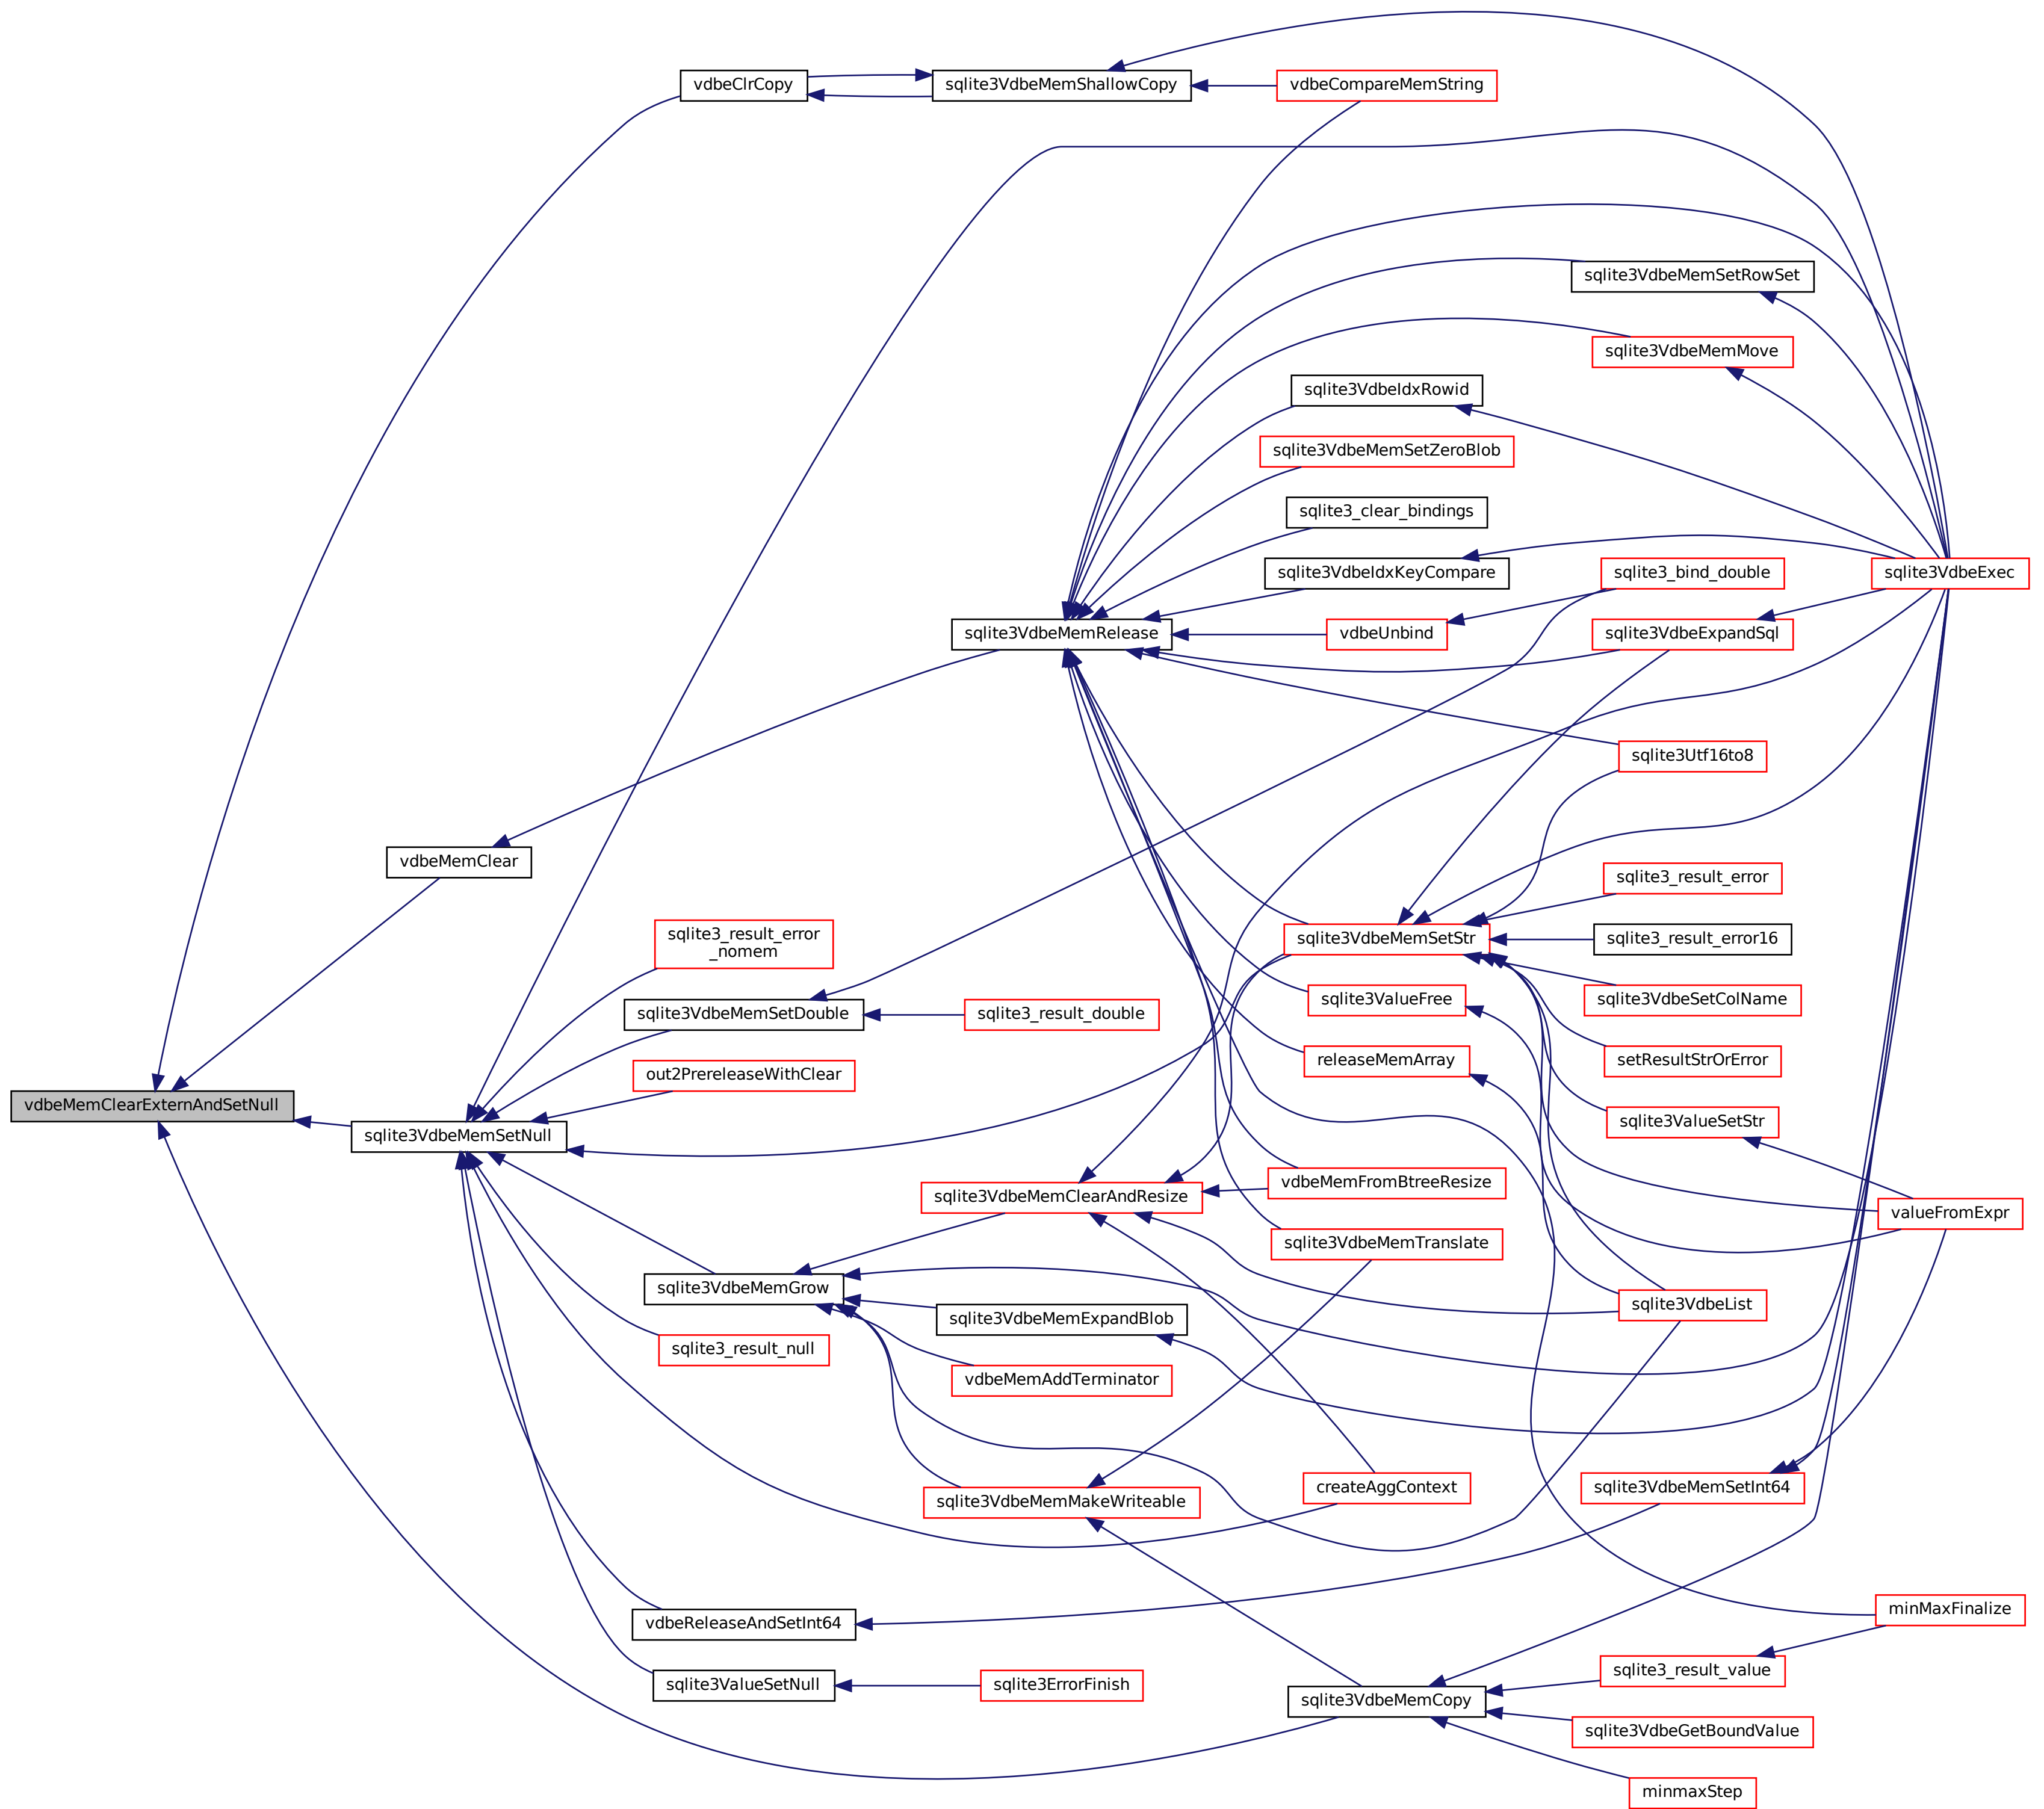 vdbeClrCopy
sqlite3VdbeMemShallowCopy
vdbeCompareMemString
sqlite3VdbeMemSetRowSet
sqlite3VdbeMemMove
sqlite3VdbeIdxRowid
sqlite3VdbeMemSetZeroBlob
sqlite3_clear_bindings
sqlite3VdbeIdxKeyCompare
sqlite3_bind_double
sqlite3VdbeExec
sqlite3VdbeMemRelease
vdbeUnbind
sqlite3VdbeExpandSql
sqlite3Utf16to8
vdbeMemClear
sqlite3_result_error
sqlite3_result_error
_nomem
sqlite3VdbeMemSetStr
sqlite3_result_error16
sqlite3VdbeMemSetDouble
sqlite3_result_double
sqlite3ValueFree
sqlite3VdbeSetColName
out2PrereleaseWithClear
releaseMemArray
setResultStrOrError
vdbeMemClearExternAndSetNull
sqlite3VdbeMemSetNull
sqlite3ValueSetStr
sqlite3VdbeMemClearAndResize
vdbeMemFromBtreeResize
valueFromExpr
sqlite3VdbeMemTranslate
sqlite3VdbeMemGrow
sqlite3VdbeList
sqlite3VdbeMemExpandBlob
sqlite3_result_null
vdbeMemAddTerminator
sqlite3VdbeMemMakeWriteable
createAggContext
sqlite3VdbeMemSetInt64
vdbeReleaseAndSetInt64
minMaxFinalize
sqlite3ValueSetNull
sqlite3ErrorFinish
sqlite3VdbeMemCopy
sqlite3_result_value
sqlite3VdbeGetBoundValue
minmaxStep